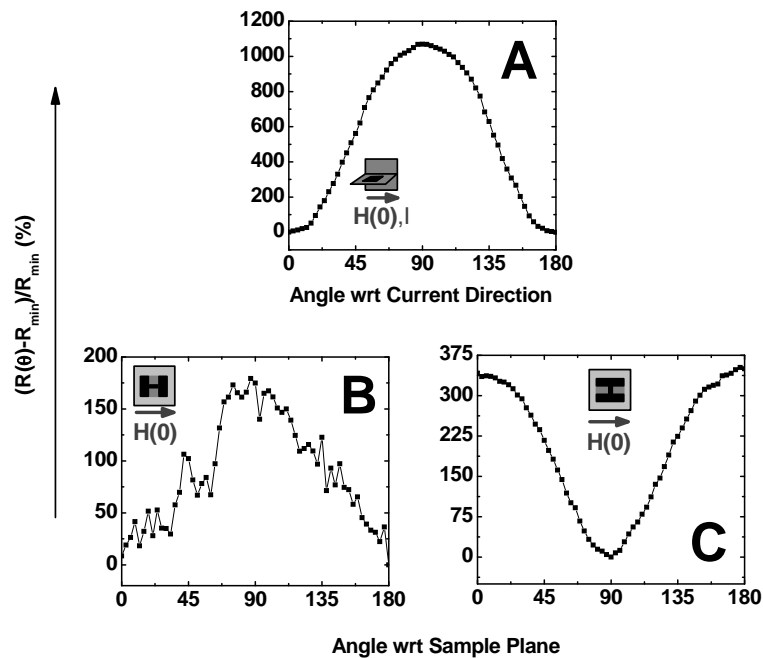 (R(θ)-R_min)/R_min (%)
1200
1000
800
600
400
200
0
A
H(0),I
0 45 90 135 180
Angle wrt Current Direction
200
150
100
50
0
H(0)
B
0 45 90 135 180
375
300
225
150
75
0
H(0)
C
0 45 90 135 180
Angle wrt Sample Plane